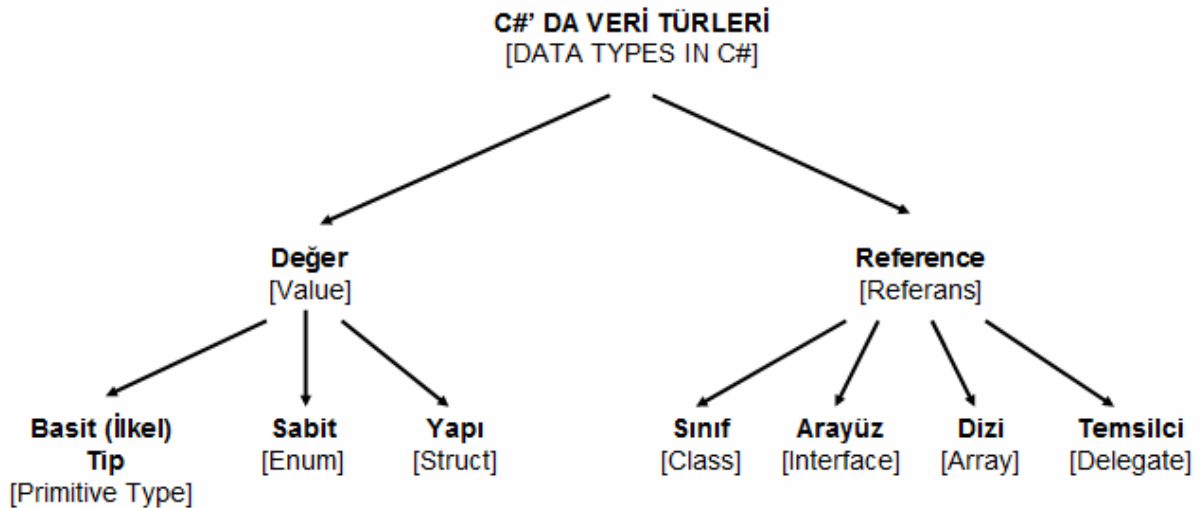 C#’ DA VERİ TÜRLERİ
[DATA TYPES IN C#]
Değer
[Value]
Reference
[Referans]
Basit (İlkel)
Tip
[Primitive Type]
Sabit
[Enum]
Yapı
[Struct]
Sınıf
[Class]
Arayüz
[Interface]
Dizi
[Array]
Temsilci
[Delegate]